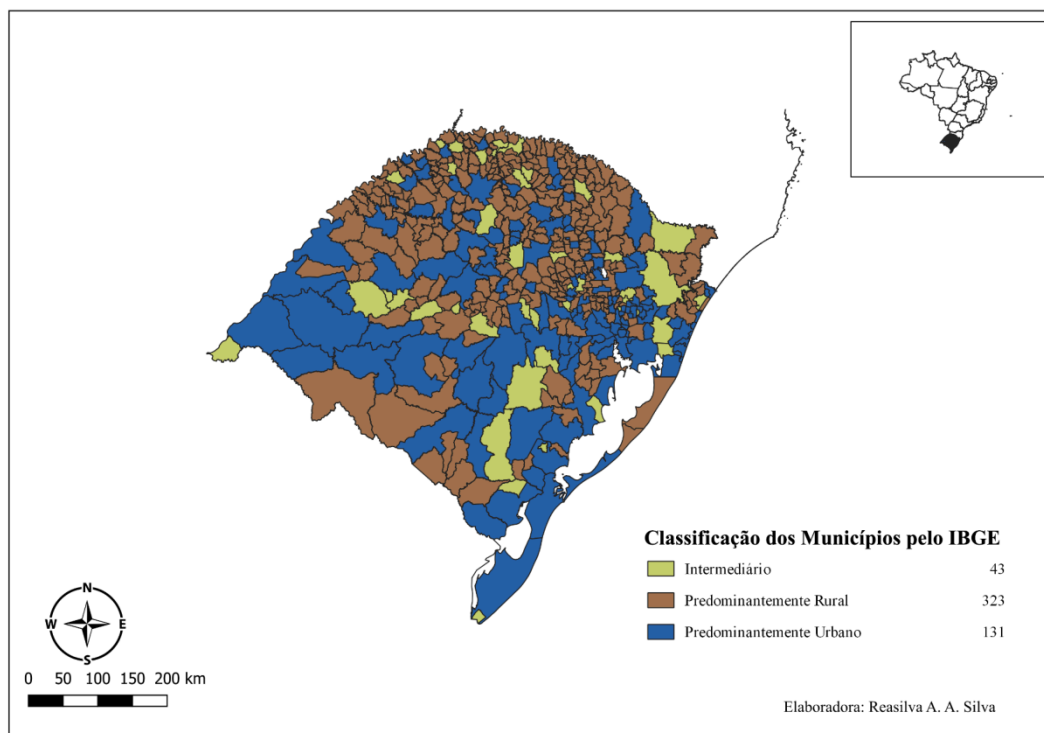 Classificação dos Municípios pelo IBGE
Intermediário 43
Predominantemente Rural 323
Predominantemente Urbano 131
N
W E
S
0 50 100 150 200 km
Elaboradora: Reasilva A. A. Silva